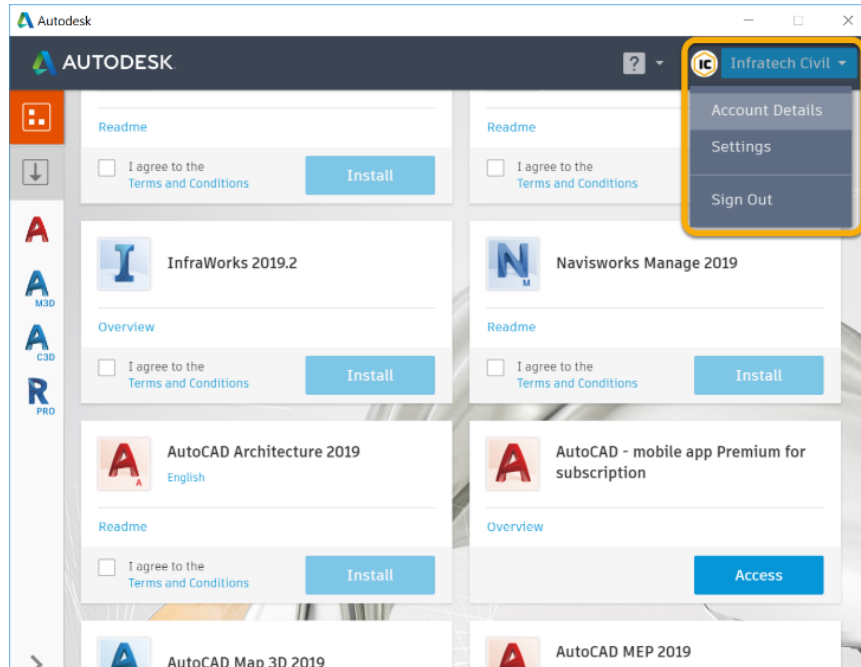 Autodesk
AUTODESK.
?
IC
Infratech Civil
Account Details
Settings
Sign Out
Readme
I agree to the
Terms and Conditions
Install
Readme
I agree to the
Terms and Conditions
A
M3D
C3D
R
PRO
InfraWorks 2019.2
Overview
I agree to the
Terms and Conditions
Install
N
M
Navisworks Manage 2019
Readme
I agree to the
Terms and Conditions
Install
A
AutoCAD Architecture 2019
English
Readme
I agree to the
Terms and Conditions
Install
AutoCAD - mobile app Premium for
subscription
Overview
Access
AutoCAD Map 3D 2019
AutoCAD MEP 2019